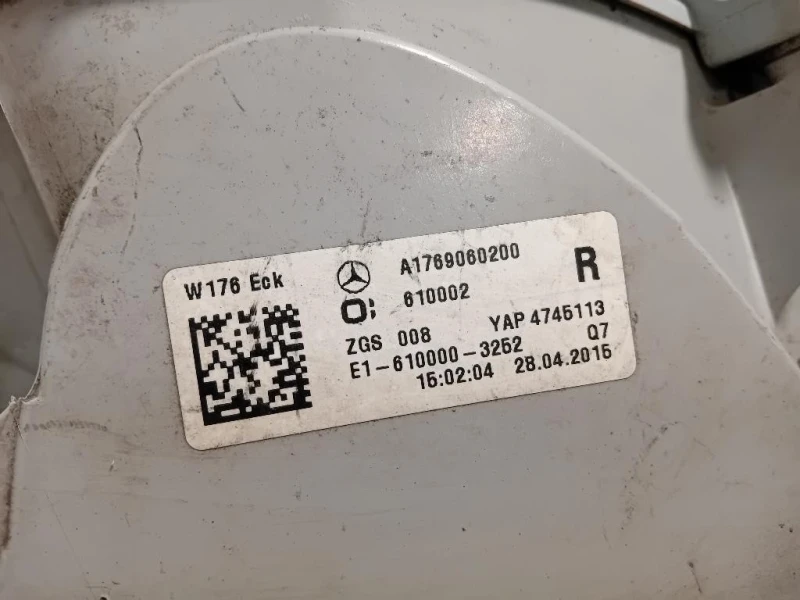 W176 Eck
A1769060200
R
610002
ZGS 008 YAP 4745113
E1-610000-3252 Q7
15:02:04 28.04.2015